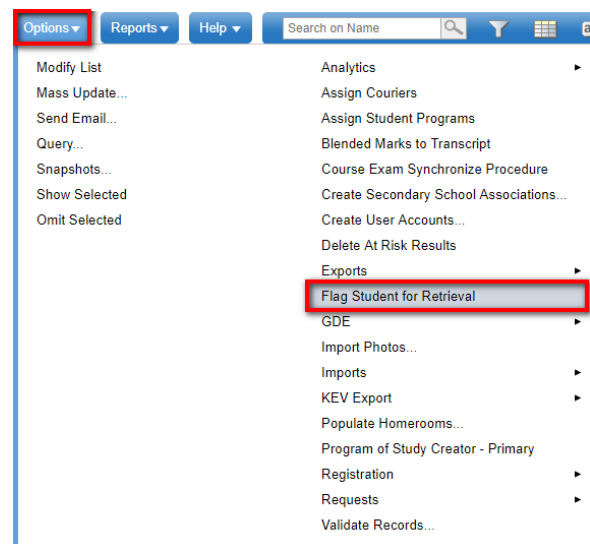 Options Reports Help Search on Name a
Modify List
Mass Update...
Send Email...
Query...
Snapshots...
Show Selected
Omit Selected
Analytics
Assign Couriers
Assign Student Programs
Blended Marks to Transcript
Course Exam Synchronize Procedure
Create Secondary School Associations...
Create User Accounts...
Delete At Risk Results
Exports
Flag Student for Retrieval
GDE
Import Photos...
Imports
KEV Export
Populate Homerooms...
Program of Study Creator - Primary
Registration
Requests
Validate Records...